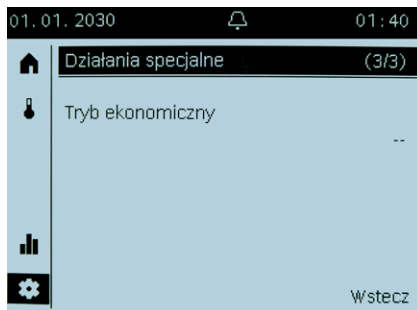 01.01.2030 01:40
Działania specjalne (3/3)
Tryb ekonomiczny
--
Wstecz